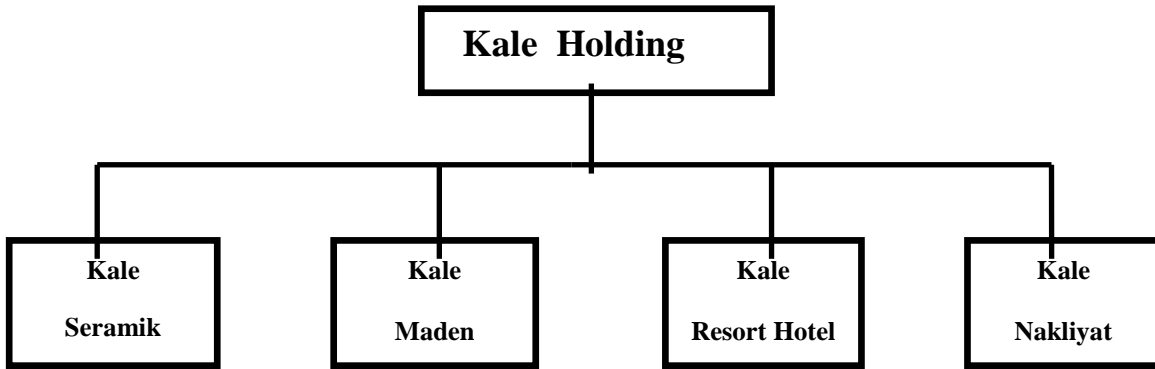 Kale Holding
Kale
Seramik
Kale
Maden
Kale
Resort Hotel
Kale
Nakliyat